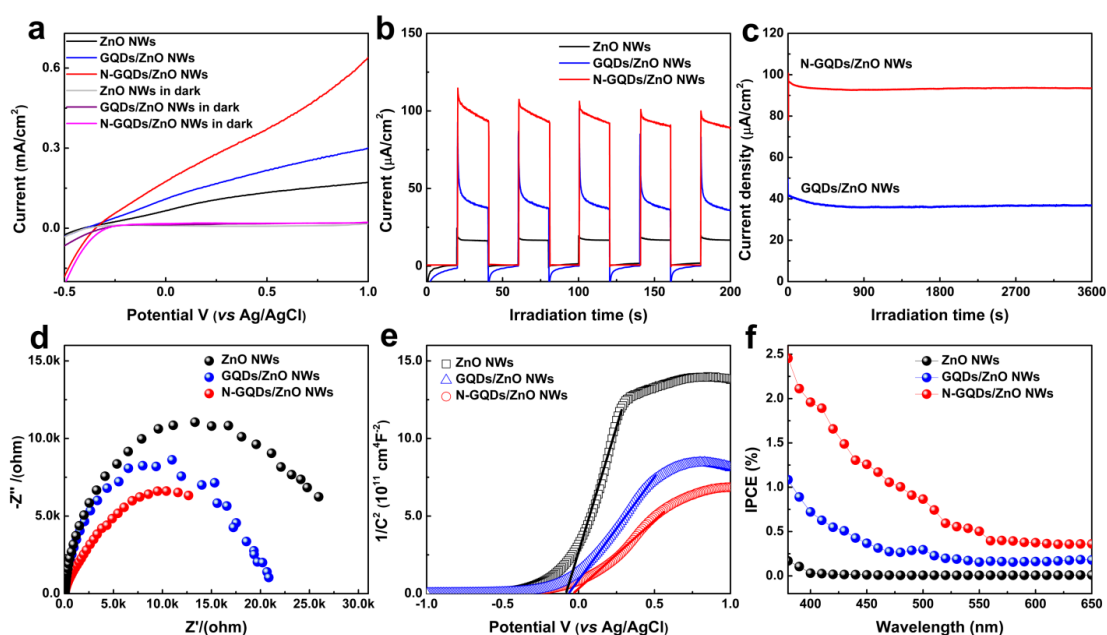 a
ZnO NWs
GQDs/ZnO NWs
N-GQDs/ZnO NWs
ZnO NWs in dark
GQDs/ZnO NWs in dark
N-GQDs/ZnO NWs in dark
0.6
0.3
0.0
Current (mA/cm²)
-0.5
0.0
0.5
1.0
Potential V (vs Ag/AgCl)
b
ZnO NWs
GQDs/ZnO NWs
N-GQDs/ZnO NWs
150
100
50
0
Current (μA/cm²)
0
50
100
150
200
Irradiation time (s)
c
N-GQDs/ZnO NWs
GQDs/ZnO NWs
120
100
80
60
40
20
0
Current density (μA/cm²)
0
900
1800
2700
3600
Irradiation time (s)
d
ZnO NWs
GQDs/ZnO NWs
N-GQDs/ZnO NWs
15.0k
10.0k
5.0k
0.0
-Z"/(ohm)
0.0
5.0k
10.0k
15.0k
20.0k
25.0k
30.0k
Z'/(ohm)
e
ZnO NWs
GQDs/ZnO NWs
N-GQDs/ZnO NWs
15.0
12.0
9.0
6.0
3.0
0.0
1/C² (10¹¹ cm⁴F⁻²)
-1.0
-0.5
0.0
0.5
1.0
Potential V (vs Ag/AgCl)
f
ZnO NWs
GQDs/ZnO NWs
N-GQDs/ZnO NWs
2.5
2.0
1.5
1.0
0.5
0.0
IPCE (%)
400
450
500
550
600
650
Wavelength (nm)